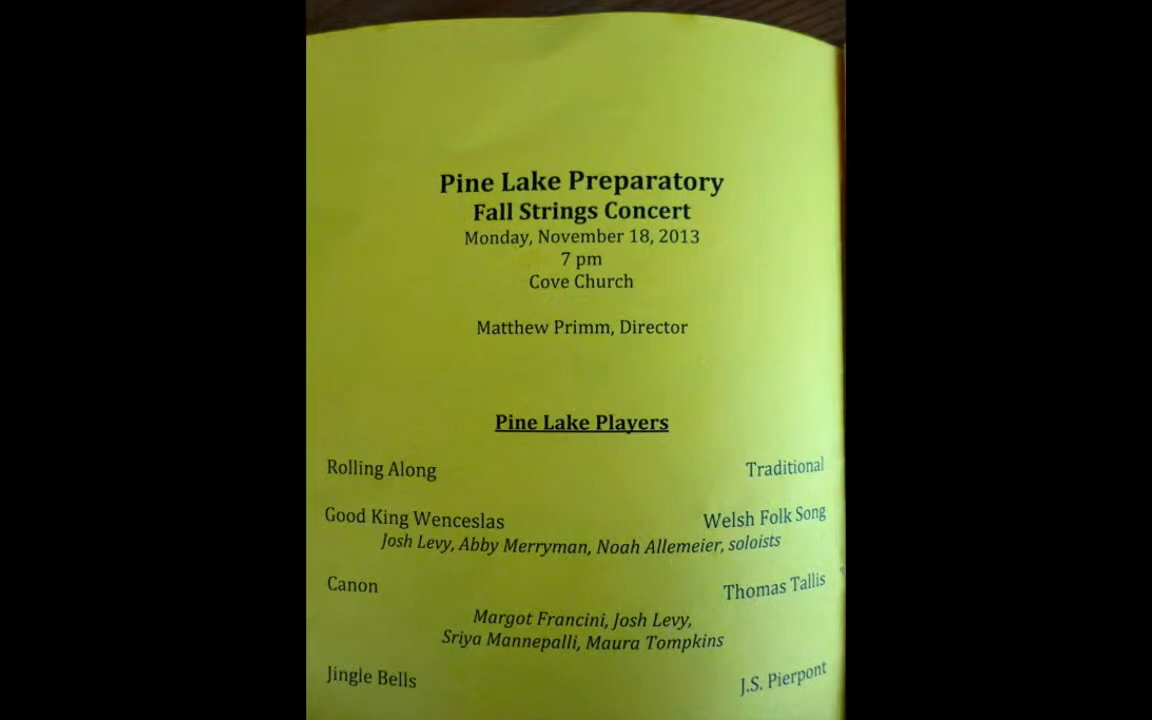 Pine Lake Preparatory
Fall Strings Concert
Monday, November 18, 2013
7 pm
Cove Church
Matthew Primm, Director
Pine Lake Players
Rolling Along Traditional
Good King Wenceslas Welsh Folk Song
Josh Levy, Abby Merryman, Noah Allemeier, soloists
Canon Thomas Tallis
Margot Francini, Josh Levy,
Sriya Mannepalli, Maura Tompkins
Jingle Bells J.S. Pierpont